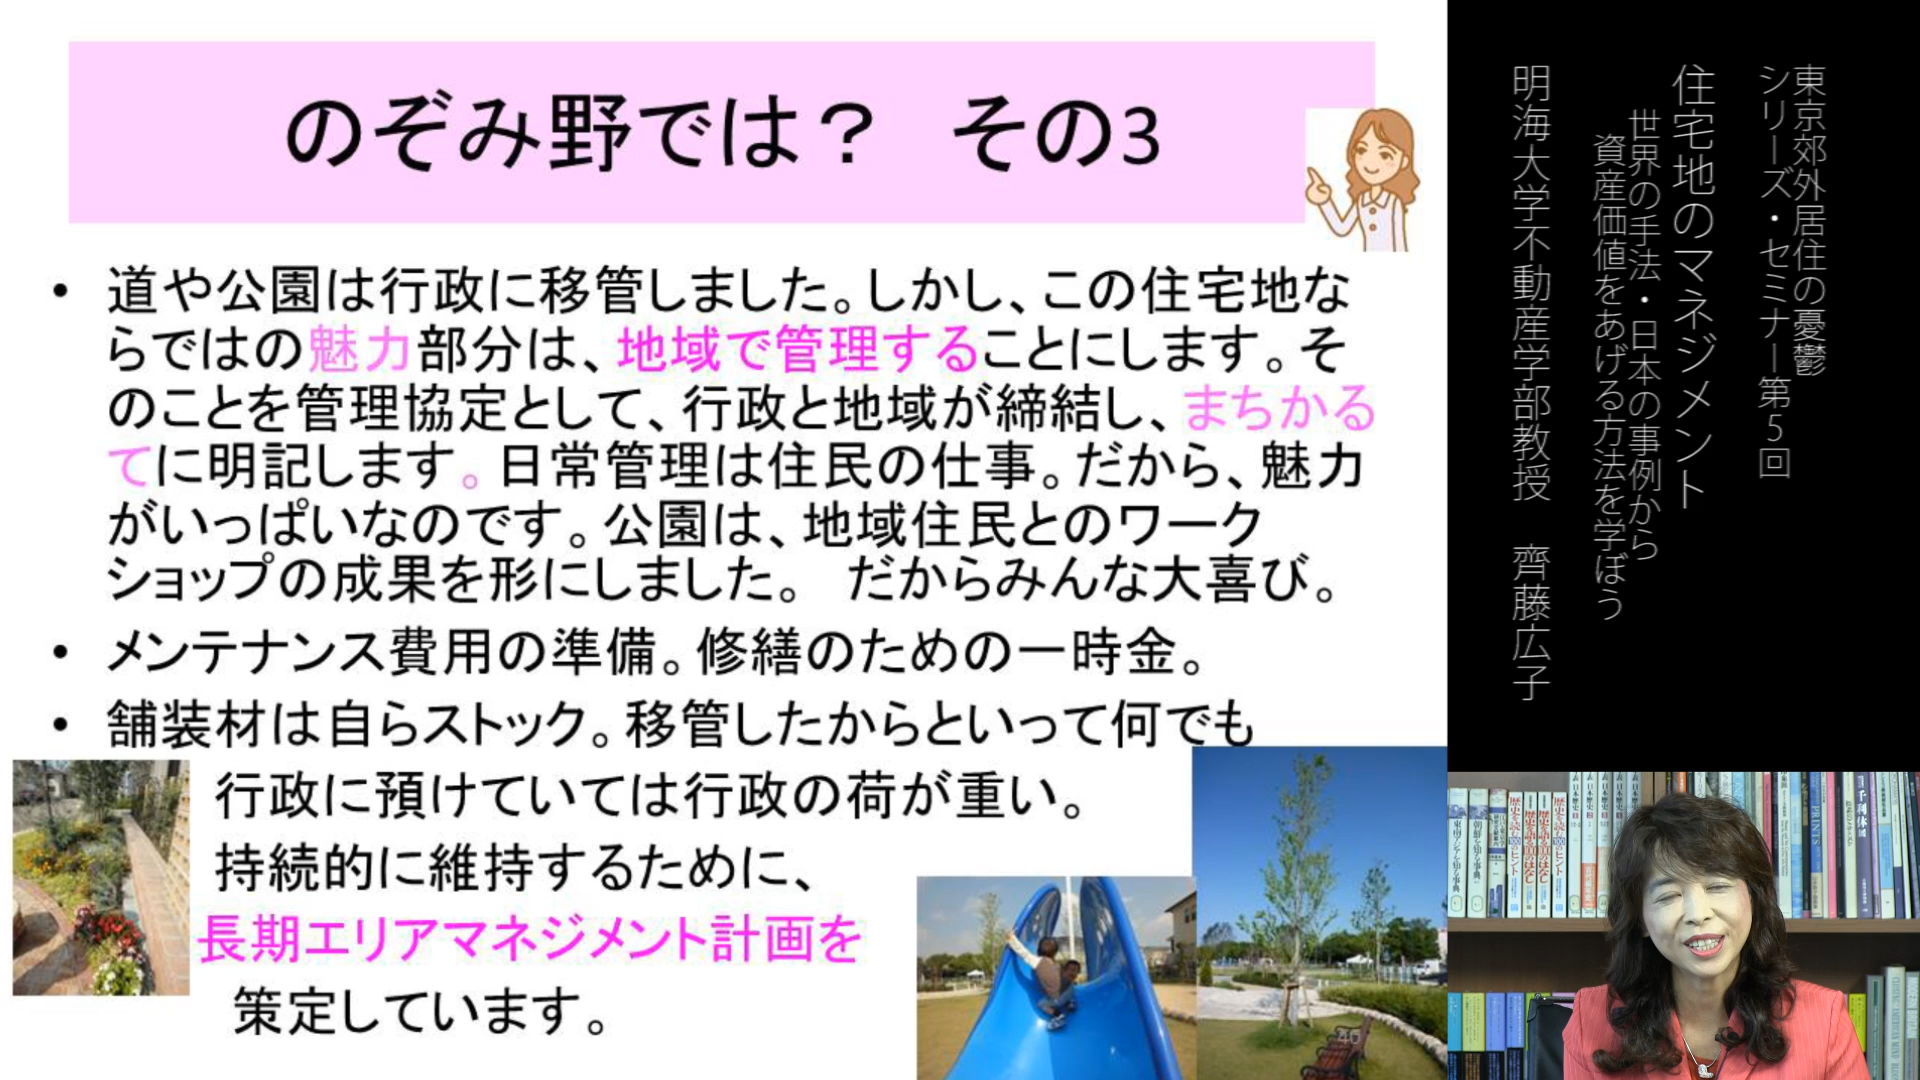 のぞみ野では？　その3
• 道や公園は行政に移管しました。しかし、この住宅地な
らではの魅力部分は、地域で管理することにします。そ
のことを管理協定として、行政と地域が締結し、まちかる
てに明記します。日常管理は住民の仕事。だから、魅力
がいっぱいなのです。公園は、地域住民とのワーク
ショップの成果を形にしました。　だからみんな大喜び。
• メンテナンス費用の準備。修繕のための一時金。
• 舗装材は自らストック。移管したからといって何でも
行政に預けていては行政の荷が重い。
持続的に維持するために、
長期エリアマネジメント計画を
策定しています。
46
東京郊外居住の憂鬱
シリーズ・セミナー第5回
住宅地のマネジメント
世界の手法・日本の事例から
資産価値をあげる方法を学ぼう
明海大学不動産学部教授　齊藤広子